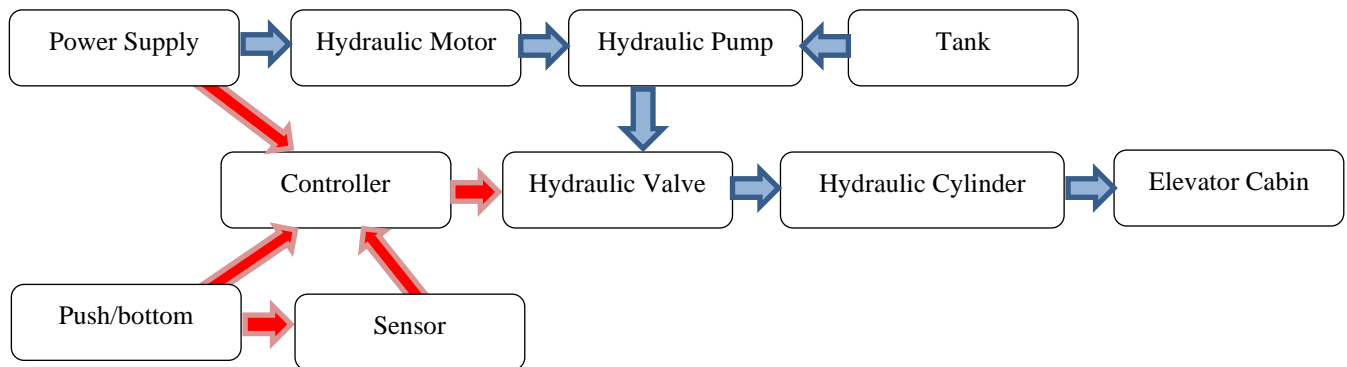 Power Supply
Hydraulic Motor
Hydraulic Pump
Tank
Controller
Hydraulic Valve
Hydraulic Cylinder
Elevator Cabin
Push/bottom
Sensor